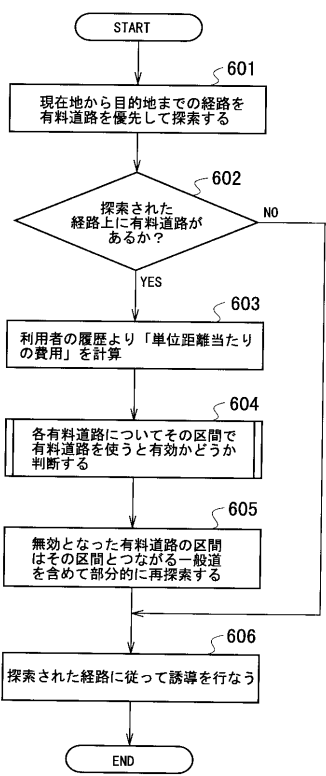 START
601
現在地から目的地までの経路を
有料道路を優先して探索する
602
探索された
経路上に有料道路が
あるか？
NO
YES
603
利用者の履歴より「単位距離当たり
の費用」を計算
604
各有料道路についてその区間で
有料道路を使うと有効かどうか
判断する
605
無効となった有料道路の区間
はその区間とつながる一般道
を含めて部分的に再探索する
606
探索された経路に従って誘導を行なう
END